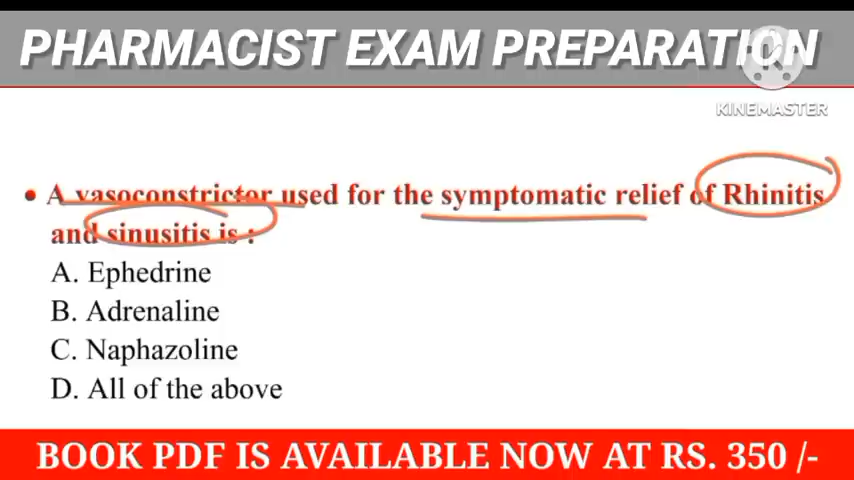 PHARMACIST EXAM PREPARATION
KINEMASTER
• A vasoconstrictor used for the symptomatic relief of Rhinitis
and sinusitis is :
A. Ephedrine
B. Adrenaline
C. Naphazoline
D. All of the above
BOOK PDF IS AVAILABLE NOW AT RS. 350 /-